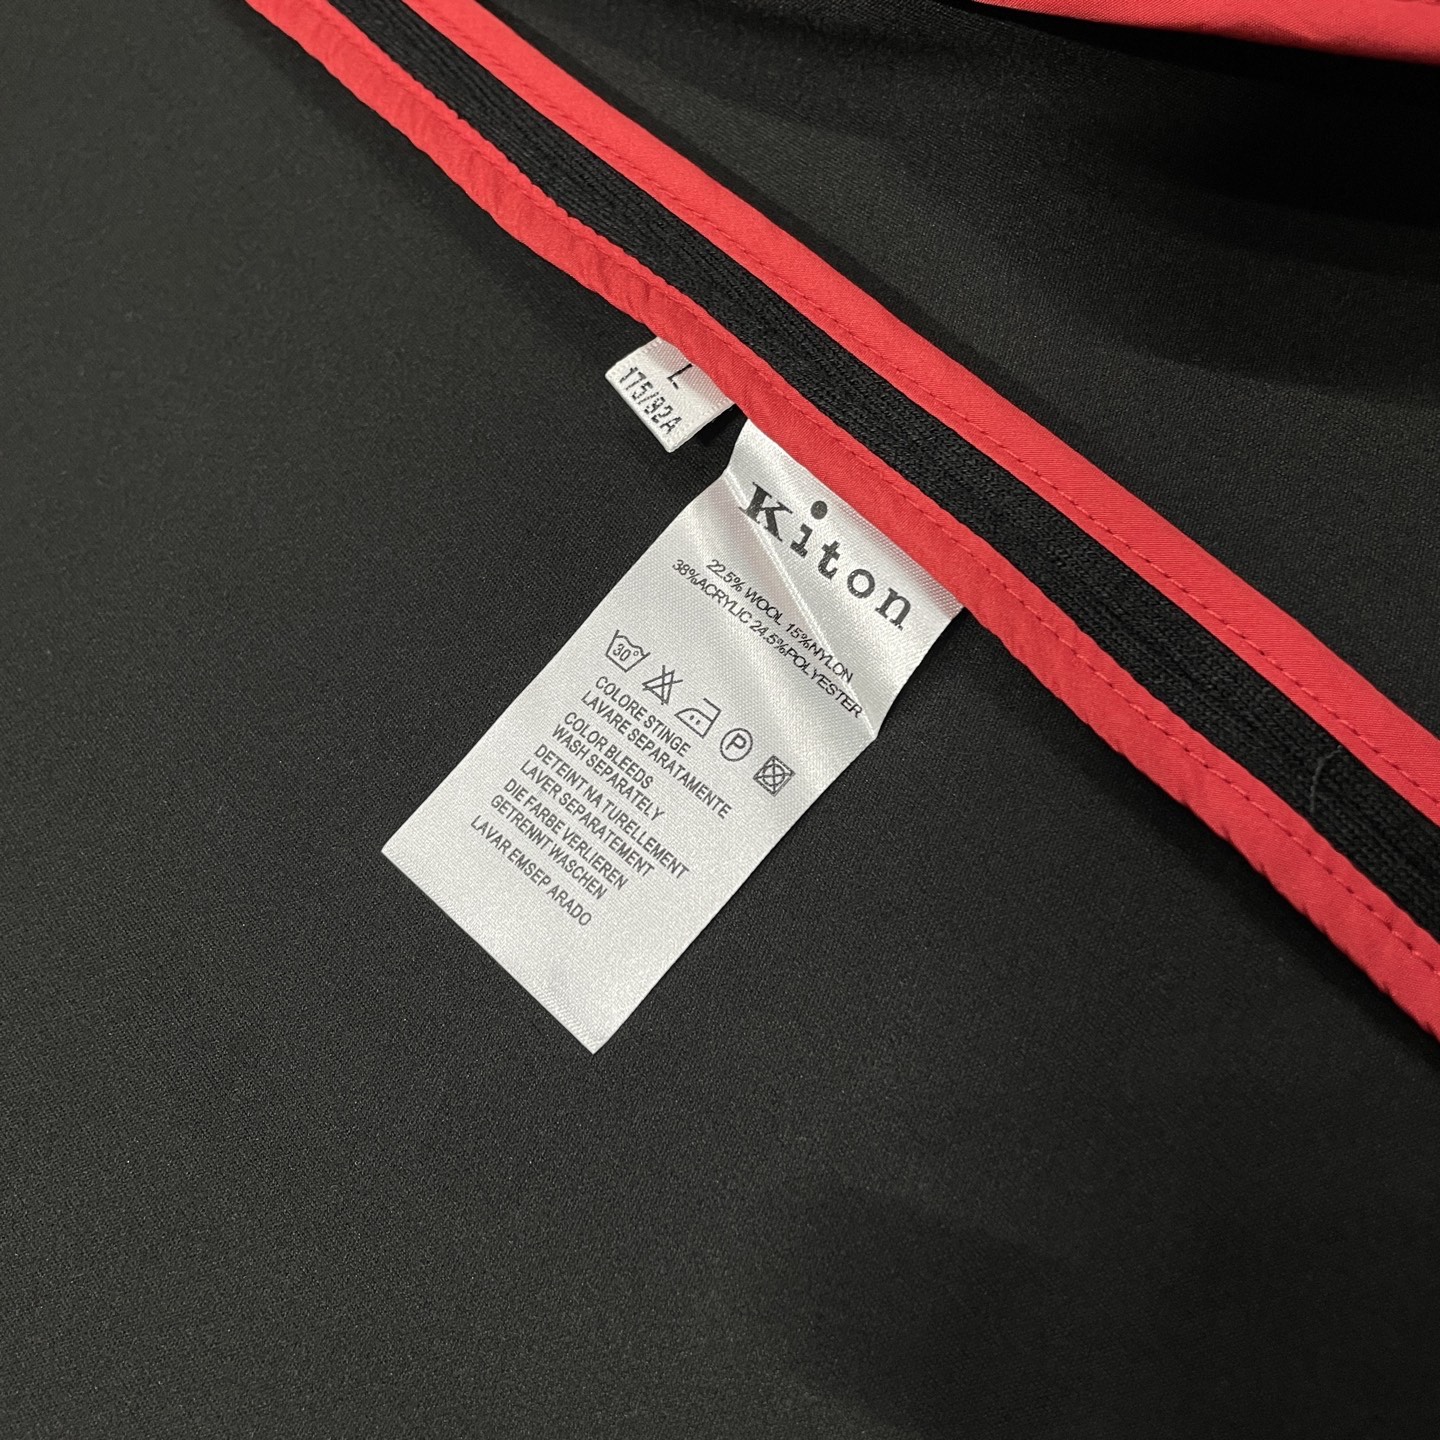 L
175/92A
Kiton
22.5% WOOL 15%NYLON
38%ACRYLIC 24.5%POLYESTER
30°
P
COLORE STINGE
LAVARE SEPARATAMENTE
COLOR BLEEDS
WASH SEPARATELY
DETEINT NA TURELLEMENT
LAVER SEPARATEMENT
DIE FARBE VERLIEREN
GETRENNT WASCHEN
LAVAR EMSEP ARADO